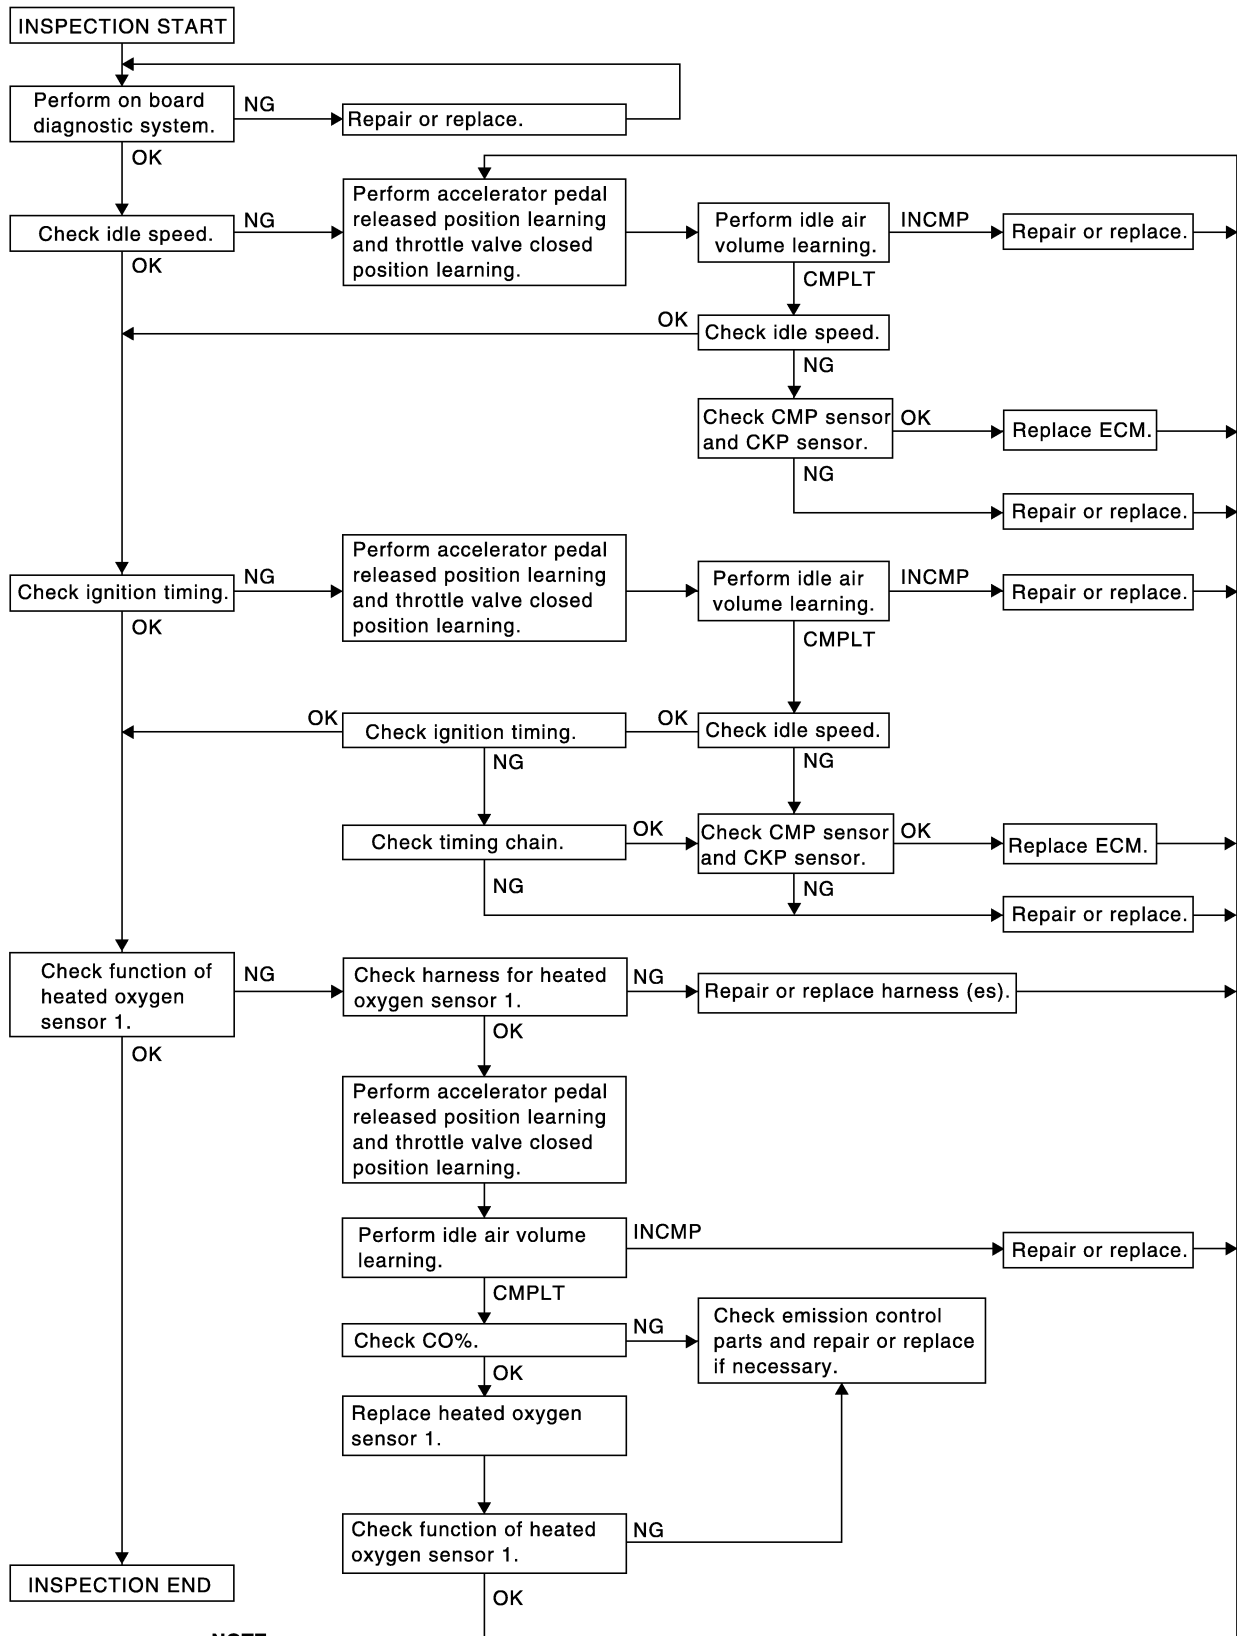 INSPECTION START
Perform on board
diagnostic system.
NG
Repair or replace.
OK
Check idle speed.
NG
Perform accelerator pedal
released position learning
and throttle valve closed
position learning.
Perform idle air
volume learning.
INCMP
Repair or replace.
OK
CMPLT
OK
Check idle speed.
NG
Check CMP sensor
and CKP sensor.
OK
Replace ECM.
NG
Repair or replace.
Check ignition timing.
NG
Perform accelerator pedal
released position learning
and throttle valve closed
position learning.
Perform idle air
volume learning.
INCMP
Repair or replace.
OK
CMPLT
OK
Check ignition timing.
OK
Check idle speed.
NG
NG
Check timing chain.
OK
Check CMP sensor
and CKP sensor.
OK
Replace ECM.
NG
NG
Repair or replace.
Check function of
heated oxygen
sensor 1.
NG
Check harness for heated
oxygen sensor 1.
NG
Repair or replace harness (es).
OK
OK
Perform accelerator pedal
released position learning
and throttle valve closed
position learning.
Perform idle air volume
learning.
INCMP
Repair or replace.
CMPLT
Check CO%.
NG
Check emission control
parts and repair or replace
if necessary.
OK
Replace heated oxygen
sensor 1.
Check function of heated
oxygen sensor 1.
NG
INSPECTION END
OK